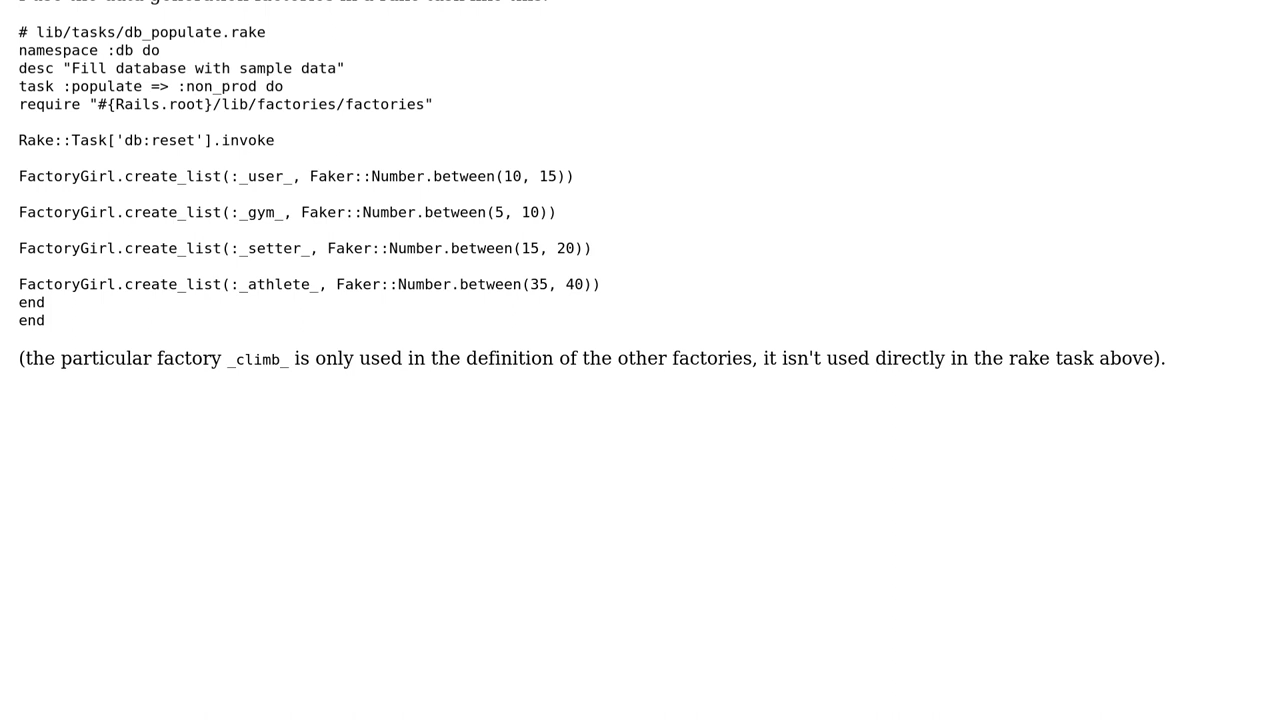 # lib/tasks/db_populate.rake
namespace :db do
desc "Fill database with sample data"
task :populate => :non_prod do
require "#{Rails.root}/lib/factories/factories"
Rake::Task['db:reset'].invoke
FactoryGirl.create_list(:_user_, Faker::Number.between(10, 15))
FactoryGirl.create_list(:_gym_, Faker::Number.between(5, 10))
FactoryGirl.create_list(:_setter_, Faker::Number.between(15, 20))
FactoryGirl.create_list(:_athlete_, Faker::Number.between(35, 40))
end
end
(the particular factory _climb_ is only used in the definition of the other factories, it isn't used directly in the rake task above).